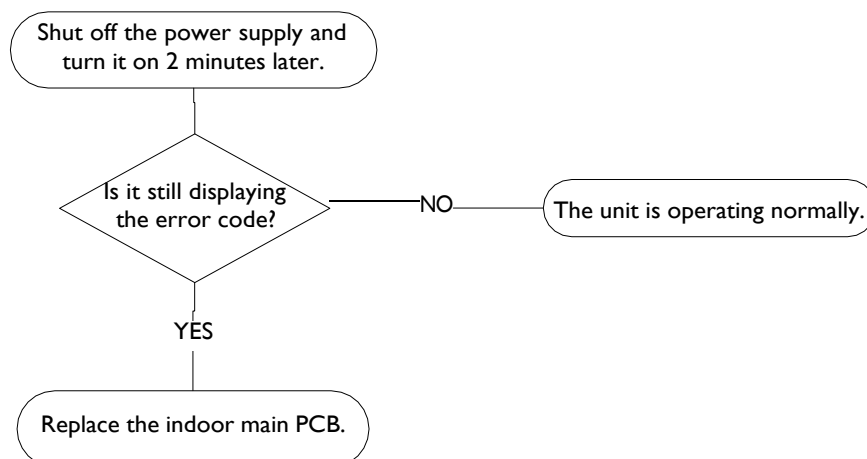 Shut off the power supply and
turn it on 2 minutes later.
Is it still displaying
the error code?
NO
The unit is operating normally.
YES
Replace the indoor main PCB.